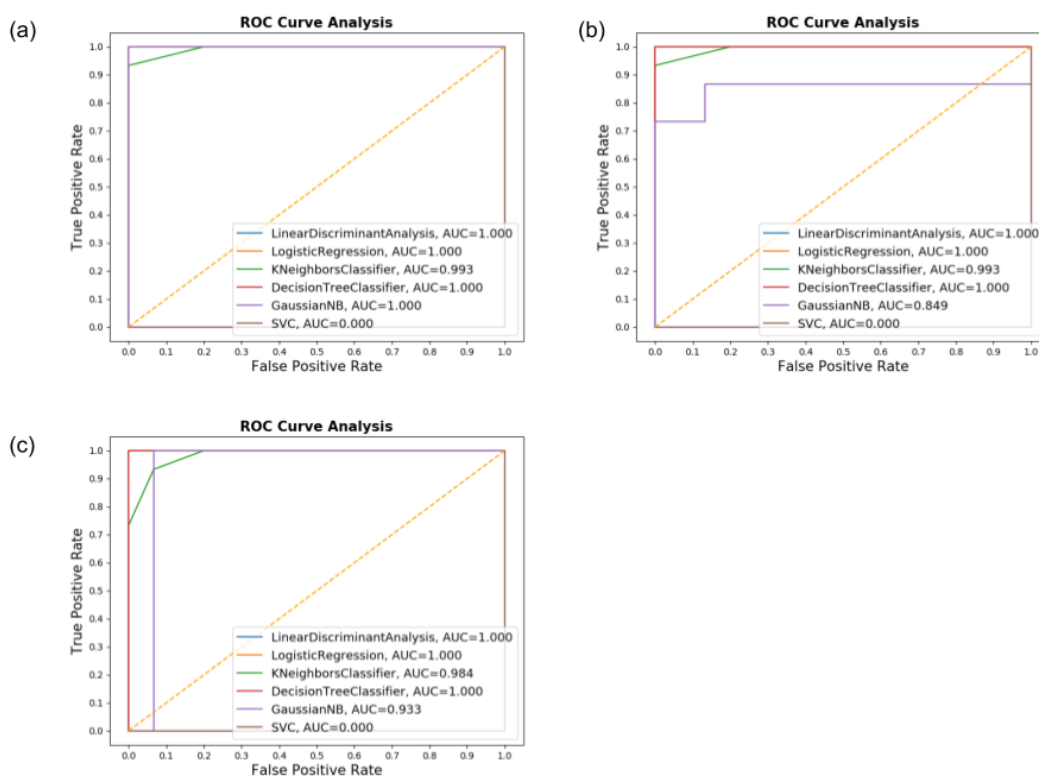 (a)
ROC Curve Analysis
True Positive Rate
1.0
0.9
0.8
0.7
0.6
0.5
0.4
0.3
0.2
0.1
0.0
LinearDiscriminantAnalysis, AUC=1.000
LogisticRegression, AUC=1.000
KNeighborsClassifier, AUC=0.993
DecisionTreeClassifier, AUC=1.000
GaussianNB, AUC=1.000
SVC, AUC=0.000
0.0 0.1 0.2 0.3 0.4 0.5 0.6 0.7 0.8 0.9 1.0
False Positive Rate
(b)
ROC Curve Analysis
True Positive Rate
1.0
0.9
0.8
0.7
0.6
0.5
0.4
0.3
0.2
0.1
0.0
LinearDiscriminantAnalysis, AUC=1.000
LogisticRegression, AUC=1.000
KNeighborsClassifier, AUC=0.993
DecisionTreeClassifier, AUC=1.000
GaussianNB, AUC=0.849
SVC, AUC=0.000
0.0 0.1 0.2 0.3 0.4 0.5 0.6 0.7 0.8 0.9 1.0
False Positive Rate
(c)
ROC Curve Analysis
True Positive Rate
1.0
0.9
0.8
0.7
0.6
0.5
0.4
0.3
0.2
0.1
0.0
LinearDiscriminantAnalysis, AUC=1.000
LogisticRegression, AUC=1.000
KNeighborsClassifier, AUC=0.984
DecisionTreeClassifier, AUC=1.000
GaussianNB, AUC=0.933
SVC, AUC=0.000
0.0 0.1 0.2 0.3 0.4 0.5 0.6 0.7 0.8 0.9 1.0
False Positive Rate